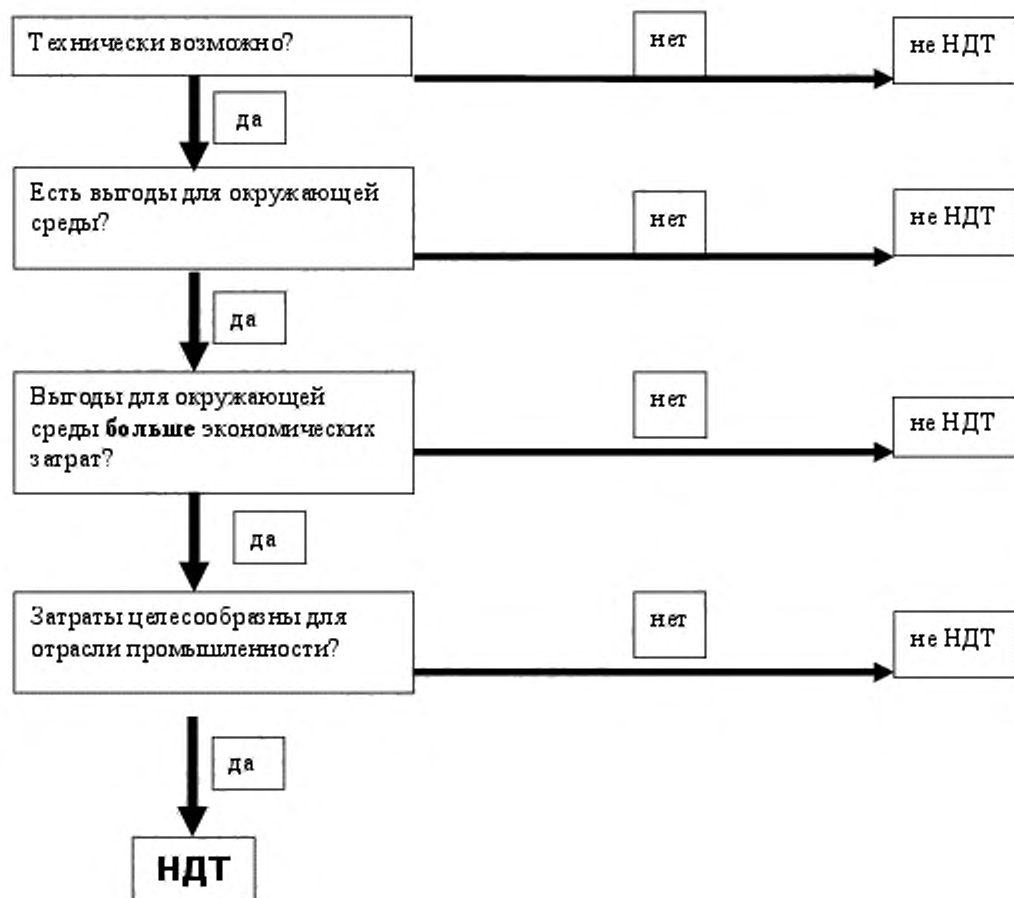 Технически возможно?
нет
не НДТ
да
Есть выгоды для окружающей
среды?
нет
не НДТ
да
Выгоды для окружающей
среды больше экономических
затрат?
нет
не НДТ
да
Затраты целесообразны для
отрасли промышленности?
нет
не НДТ
да
НДТ